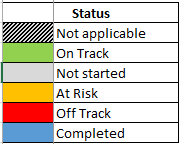 Status
Not applicable
On Track
Not started
At Risk
Off Track
Completed